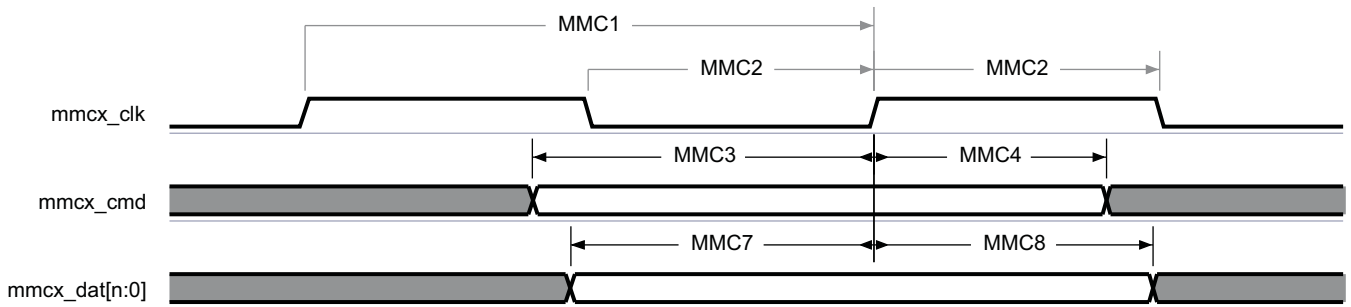 MMC1
MMC2 MMC2
mmcx_clk
MMC3 MMC4
mmcx_cmd
MMC7 MMC8
mmcx_dat[n:0]